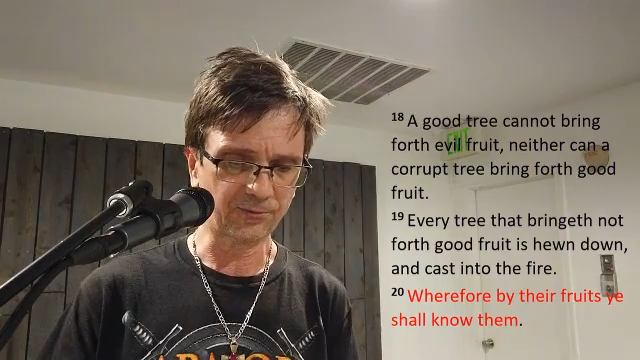 18 A good tree cannot bring
forth evil fruit, neither can a
corrupt tree bring forth good
fruit.
19 Every tree that bringeth not
forth good fruit is hewn down,
and cast into the fire.
20 Wherefore by their fruits ye
shall know them.
EXIT